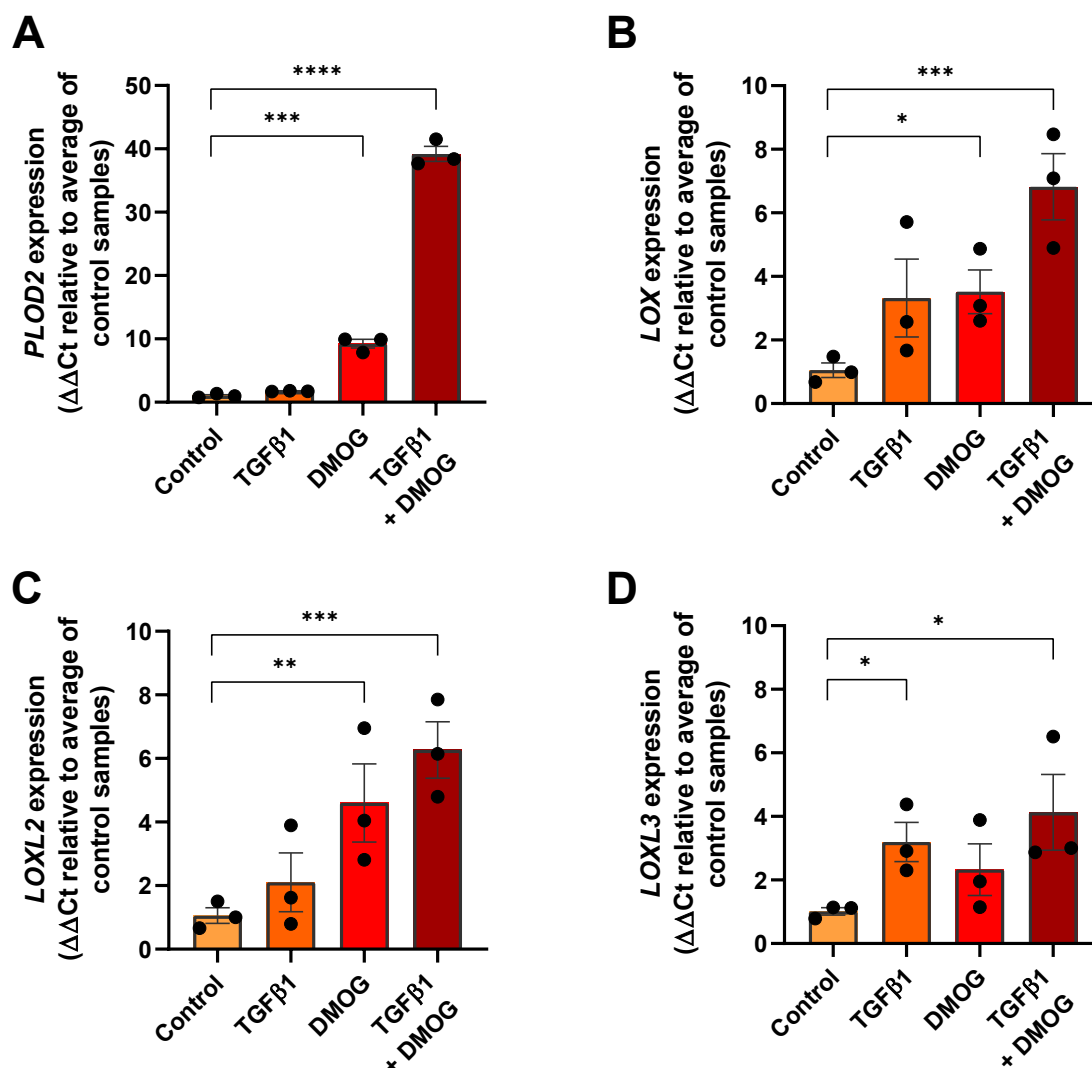 A
PLOD2 expression
(ΔΔCt relative to average of
control samples)
50
40
30
20
10
0
****
***
Control
TGFβ1
DMOG
TGFβ1
+ DMOG
B
LOX expression
(ΔΔCt relative to average of
control samples)
10
8
6
4
2
0
***
*
Control
TGFβ1
DMOG
TGFβ1
+ DMOG
C
LOXL2 expression
(ΔΔCt relative to average of
control samples)
10
8
6
4
2
0
***
**
Control
TGFβ1
DMOG
TGFβ1
+ DMOG
D
LOXL3 expression
(ΔΔCt relative to average of
control samples)
10
8
6
4
2
0
*
*
Control
TGFβ1
DMOG
TGFβ1
+ DMOG